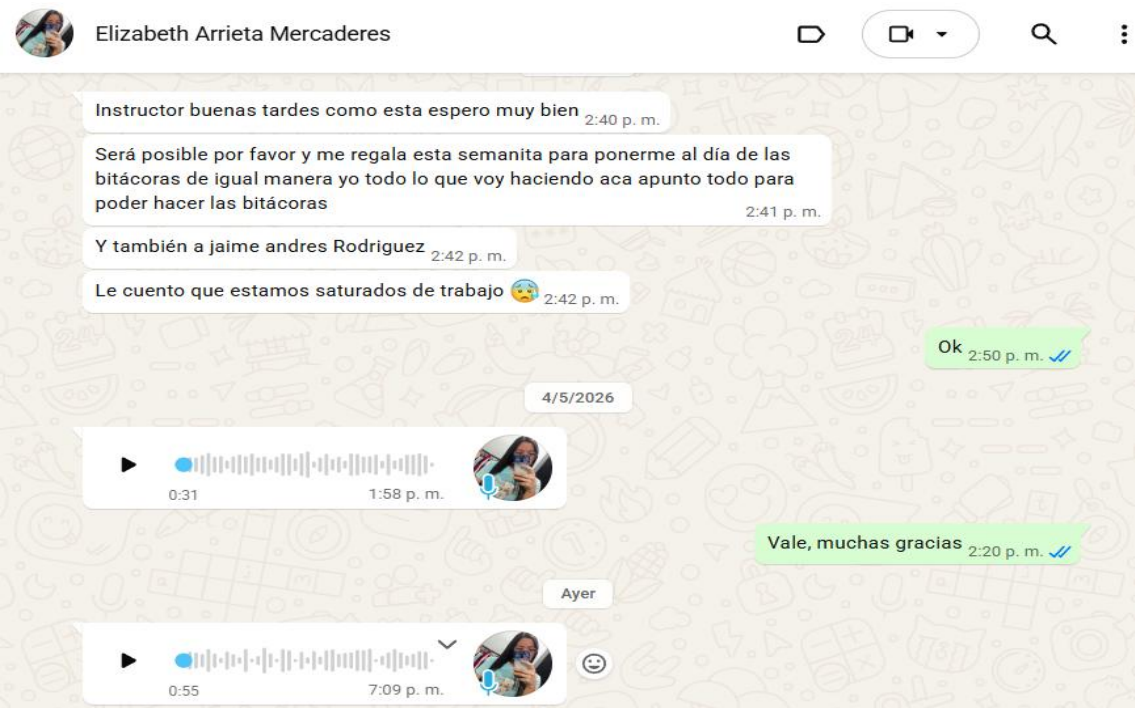 Elizabeth Arrieta Mercaderes
Instructor buenas tardes como esta espero muy bien 2:40 p. m.
Será posible por favor y me regala esta semanita para ponerme al día de las
bitácoras de igual manera yo todo lo que voy haciendo aca apunto todo para
poder hacer las bitácoras
2:41 p. m.
Y también a jaime andres Rodriguez 2:42 p. m.
Le cuento que estamos saturados de trabajo 😰 2:42 p. m.
Ok 2:50 p. m.
4/5/2026
0:31 1:58 p. m.
Vale, muchas gracias 2:20 p. m.
Ayer
0:55 7:09 p. m.